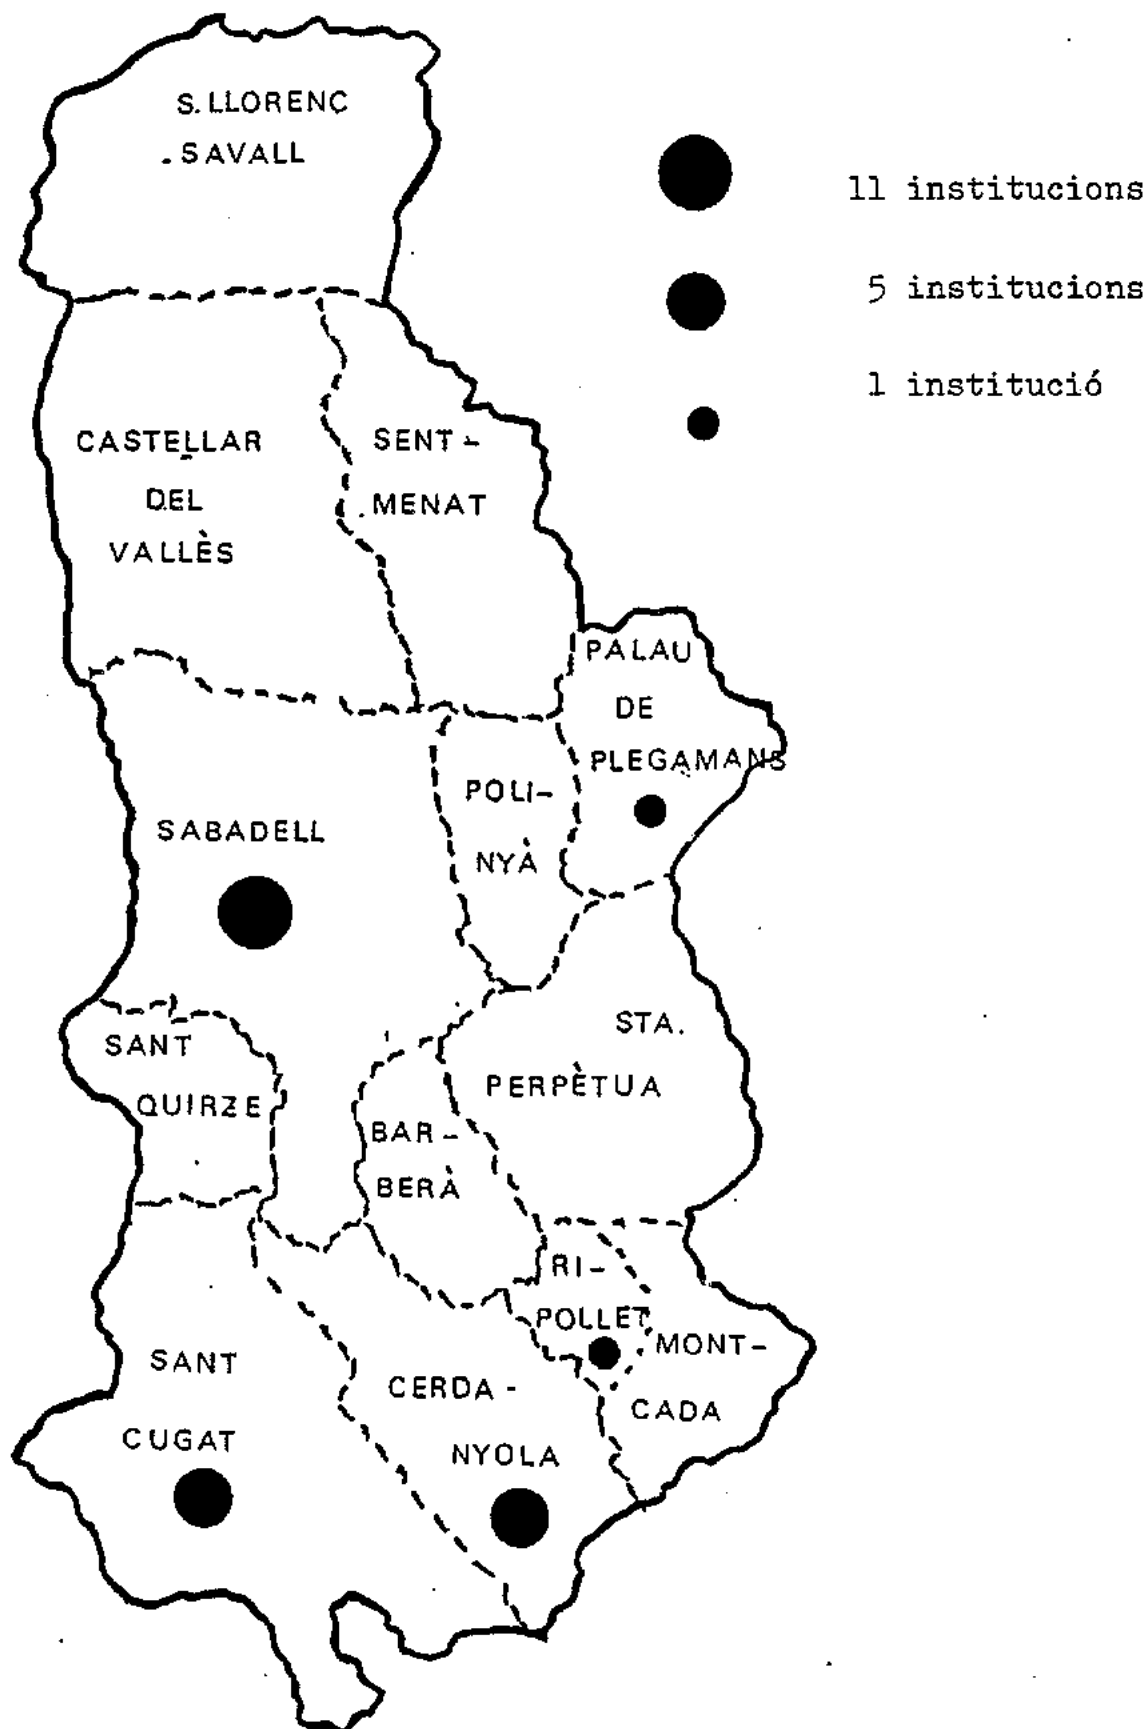 S. LLORENÇ
SAVALL
11 institucions
5 institucions
1 institució
CASTELLAR
DEL
VALLÈS
SENT-
MENAT
PALAU
DE
PLEGAMANS
POLI-
NYÀ
SABADELL
STA.
PERPÈTUA
SANT
QUIRZE
BAR-
BERÀ
RI-
POLLET
MONT-
CADA
SANT
CUGAT
CERDA-
NYOLA